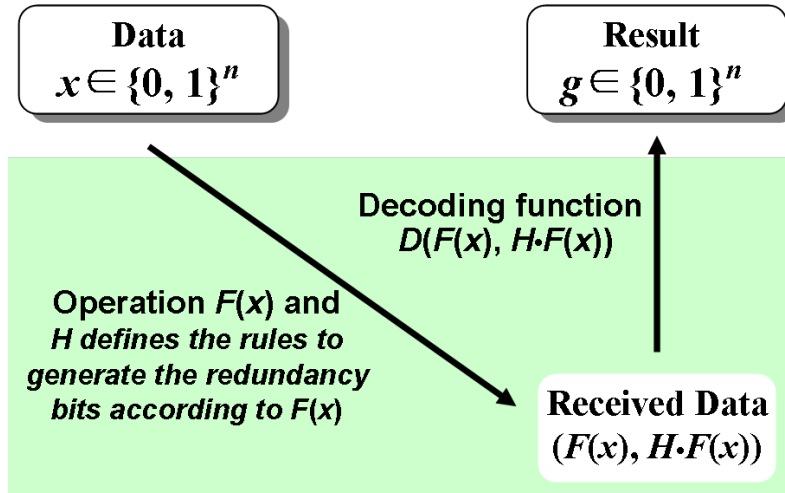 Data
x ∈ {0, 1}ⁿ
Result
g ∈ {0, 1}ⁿ
Decoding function
D(F(x), H·F(x))
Operation F(x) and
H defines the rules to
generate the redundancy
bits according to F(x)
Received Data
(F(x), H·F(x))